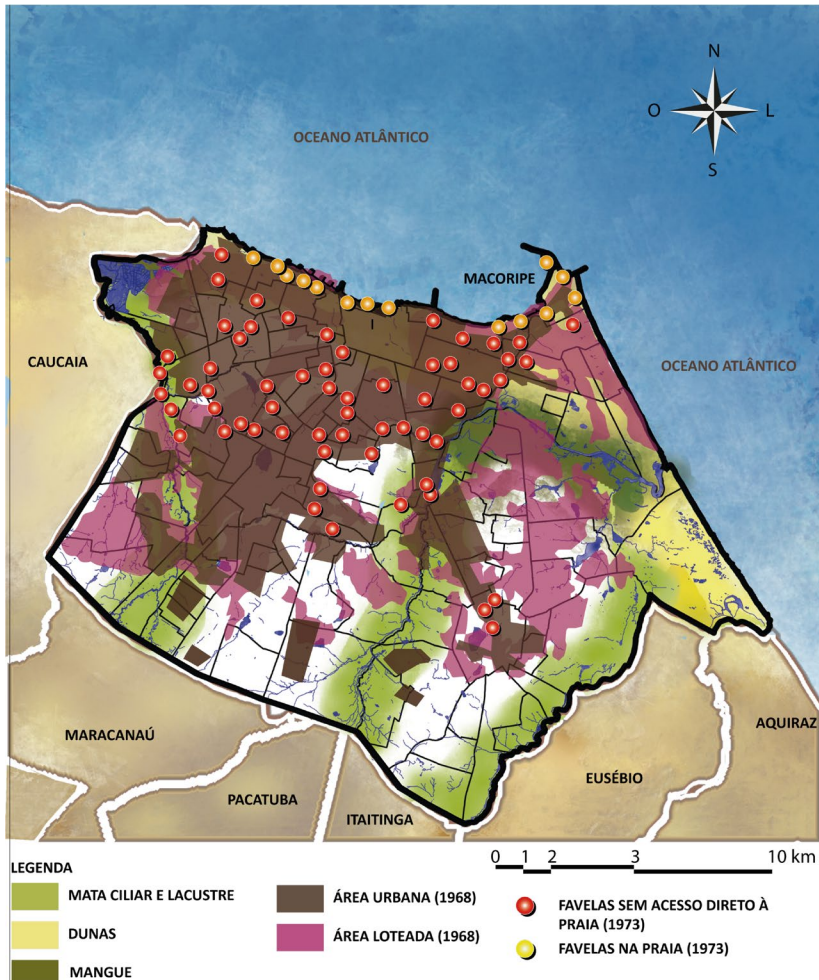 N
O
L
S
OCEANO ATLÂNTICO
MACORIPE
CAUCAIA
OCEANO ATLÂNTICO
I
MARACANAÚ
PACATUBA
ITAITINGA
EUSÉBIO
AQUIRAZ
0 1 2 3 10 km
LEGENDA
MATA CILIAR E LACUSTRE
DUNAS
MANGUE
ÁREA URBANA (1968)
ÁREA LOTEADA (1968)
FAVELAS SEM ACESSO DIRETO À
PRAIA (1973)
FAVELAS NA PRAIA (1973)